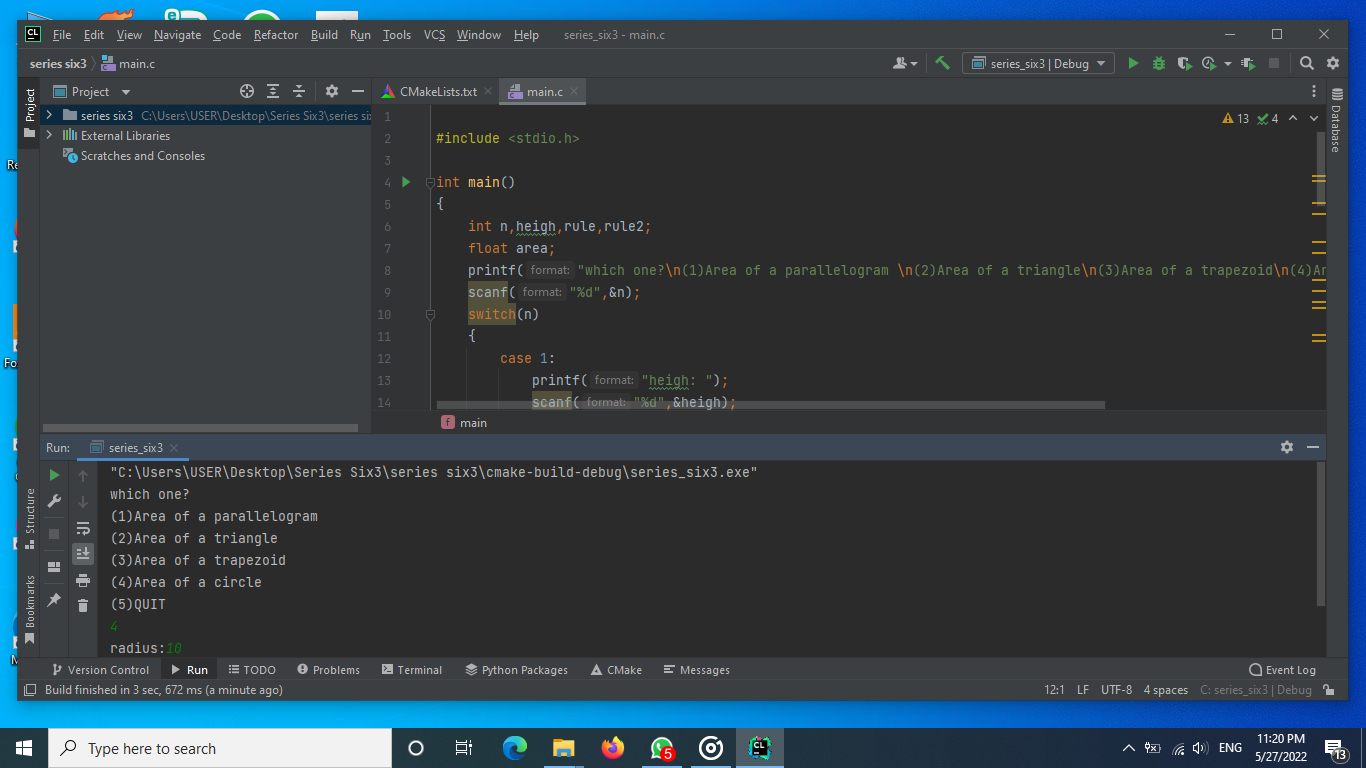 File Edit View Navigate Code Refactor Build Run Tools VCS Window Help series_six3 - main.c
series six3 main.c series_six3 | Debug
Project
CMakeLists.txt main.c
series six3 C:\Users\USER\Desktop\Series Six3\series si
External Libraries
Scratches and Consoles
13 4
1
2 #include <stdio.h>
3
4 int main()
5 {
6 int n,heigh,rule,rule2;
7 float area;
8 printf( format: "which one?\n(1)Area of a parallelogram \n(2)Area of a triangle\n(3)Area of a trapezoid\n(4)Ar
9 scanf( format: "%d",&n);
10 switch(n)
11 {
12 case 1:
13 printf( format: "heigh: ");
14 scanf( format: "%d",&heigh);
main
Project
Structure
Bookmarks
Database
Run: series_six3
"C:\Users\USER\Desktop\Series Six3\series six3\cmake-build-debug\series_six3.exe"
which one?
(1)Area of a parallelogram
(2)Area of a triangle
(3)Area of a trapezoid
(4)Area of a circle
(5)QUIT
4
radius:10
Version Control Run TODO Problems Terminal Python Packages CMake Messages Event Log
Build finished in 3 sec, 672 ms (a minute ago) 12:1 LF UTF-8 4 spaces C: series_six3 | Debug
Type here to search
5
CL
ENG
11:20 PM
5/27/2022
13